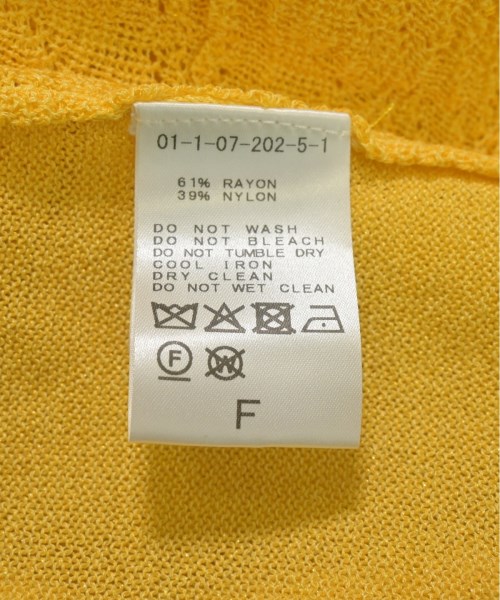 01-1-07-202-5-1
61% RAYON
39% NYLON
DO NOT WASH
DO NOT BLEACH
DO NOT TUMBLE DRY
COOL IRON
DRY CLEAN
DO NOT WET CLEAN
F W
F